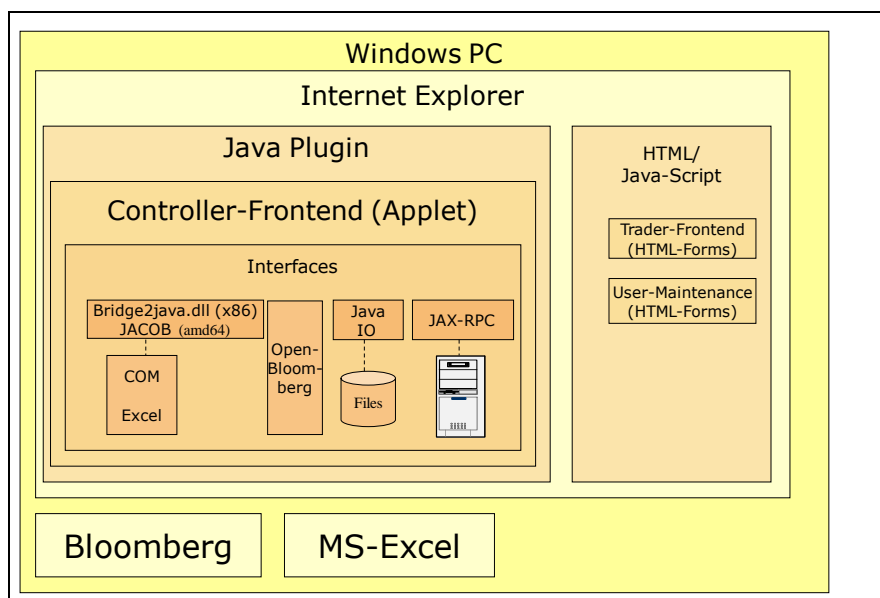 Windows PC
Internet Explorer
Java Plugin
Controller-Frontend (Applet)
Interfaces
Bridge2java.dll (x86)
JACOB (amd64)
COM
Excel
Open-
Bloom-
berg
Java
IO
Files
JAX-RPC
HTML/
Java-Script
Trader-Frontend
(HTML-Forms)
User-Maintenance
(HTML-Forms)
Bloomberg
MS-Excel